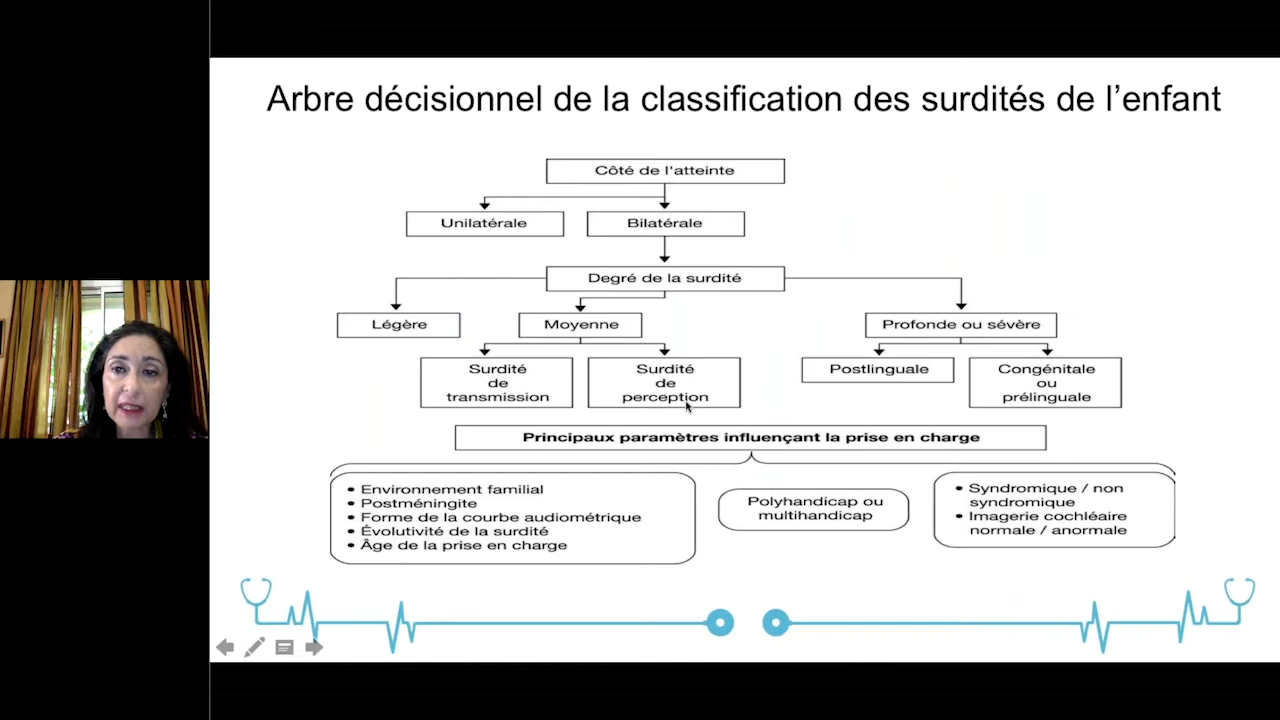 Arbre décisionnel de la classification des surdités de l’enfant
Côté de l'atteinte
Unilatérale
Bilatérale
Degré de la surdité
Légère
Moyenne
Profonde ou sévère
Surdité
de
transmission
Surdité
de
perception
Postlinguale
Congénitale
ou
prélinguale
Principaux paramètres influençant la prise en charge
• Environnement familial
• Postméningite
• Forme de la courbe audiométrique
• Évolutivité de la surdité
• Âge de la prise en charge
Polyhandicap ou
multihandicap
• Syndromique / non
syndromique
• Imagerie cochléaire
normale / anormale